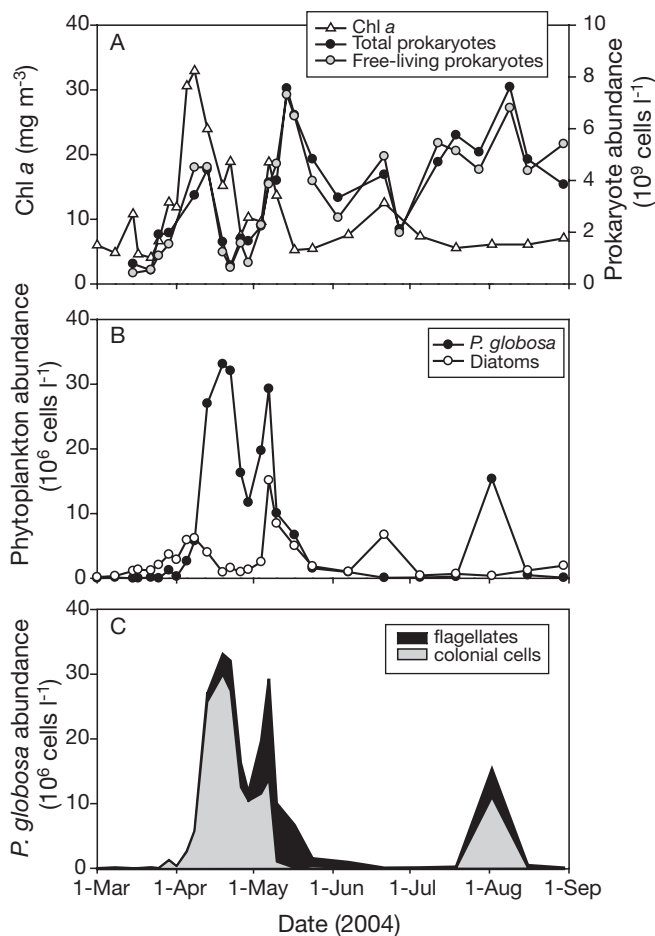 A
Chl a
Total prokaryotes
Free-living prokaryotes
40
30
20
10
0
Chl a (mg m-3)
10
8
6
4
2
0
Prokaryote abundance
(10⁹ cells l-1)
B
P. globosa
Diatoms
40
30
20
10
0
Phytoplankton abundance
(10⁶ cells l-1)
C
flagellates
colonial cells
40
30
20
10
0
P. globosa abundance
(10⁶ cells l-1)
1-Mar 1-Apr 1-May 1-Jun 1-Jul 1-Aug 1-Sep
Date (2004)